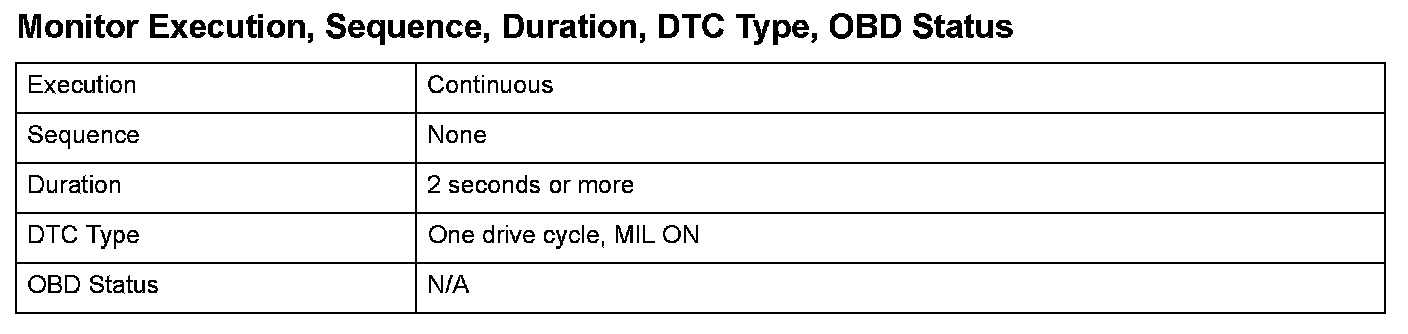 Monitor Execution, Sequence, Duration, DTC Type, OBD Status
Execution Continuous
Sequence None
Duration 2 seconds or more
DTC Type One drive cycle, MIL ON
OBD Status N/A